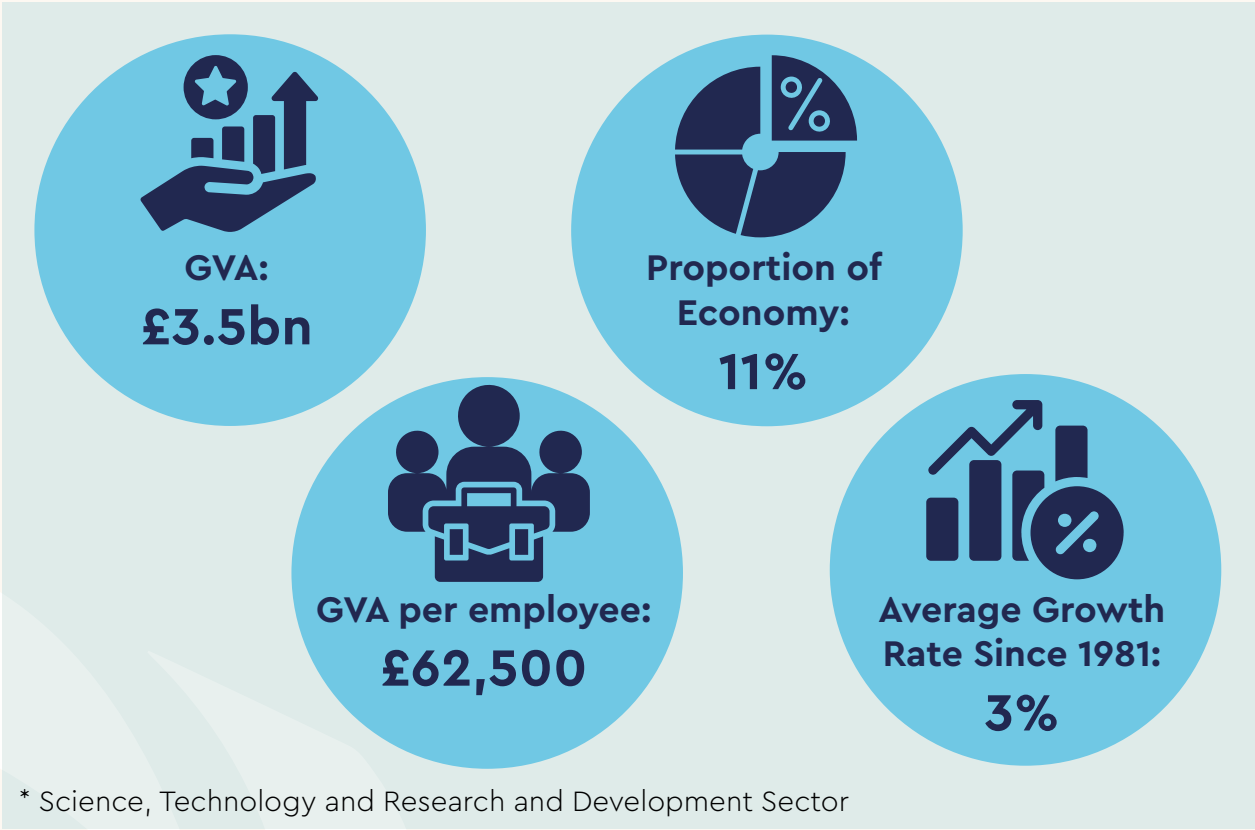 GVA:
£3.5bn
Proportion of
Economy:
11%
GVA per employee:
£62,500
Average Growth
Rate Since 1981:
3%
* Science, Technology and Research and Development Sector